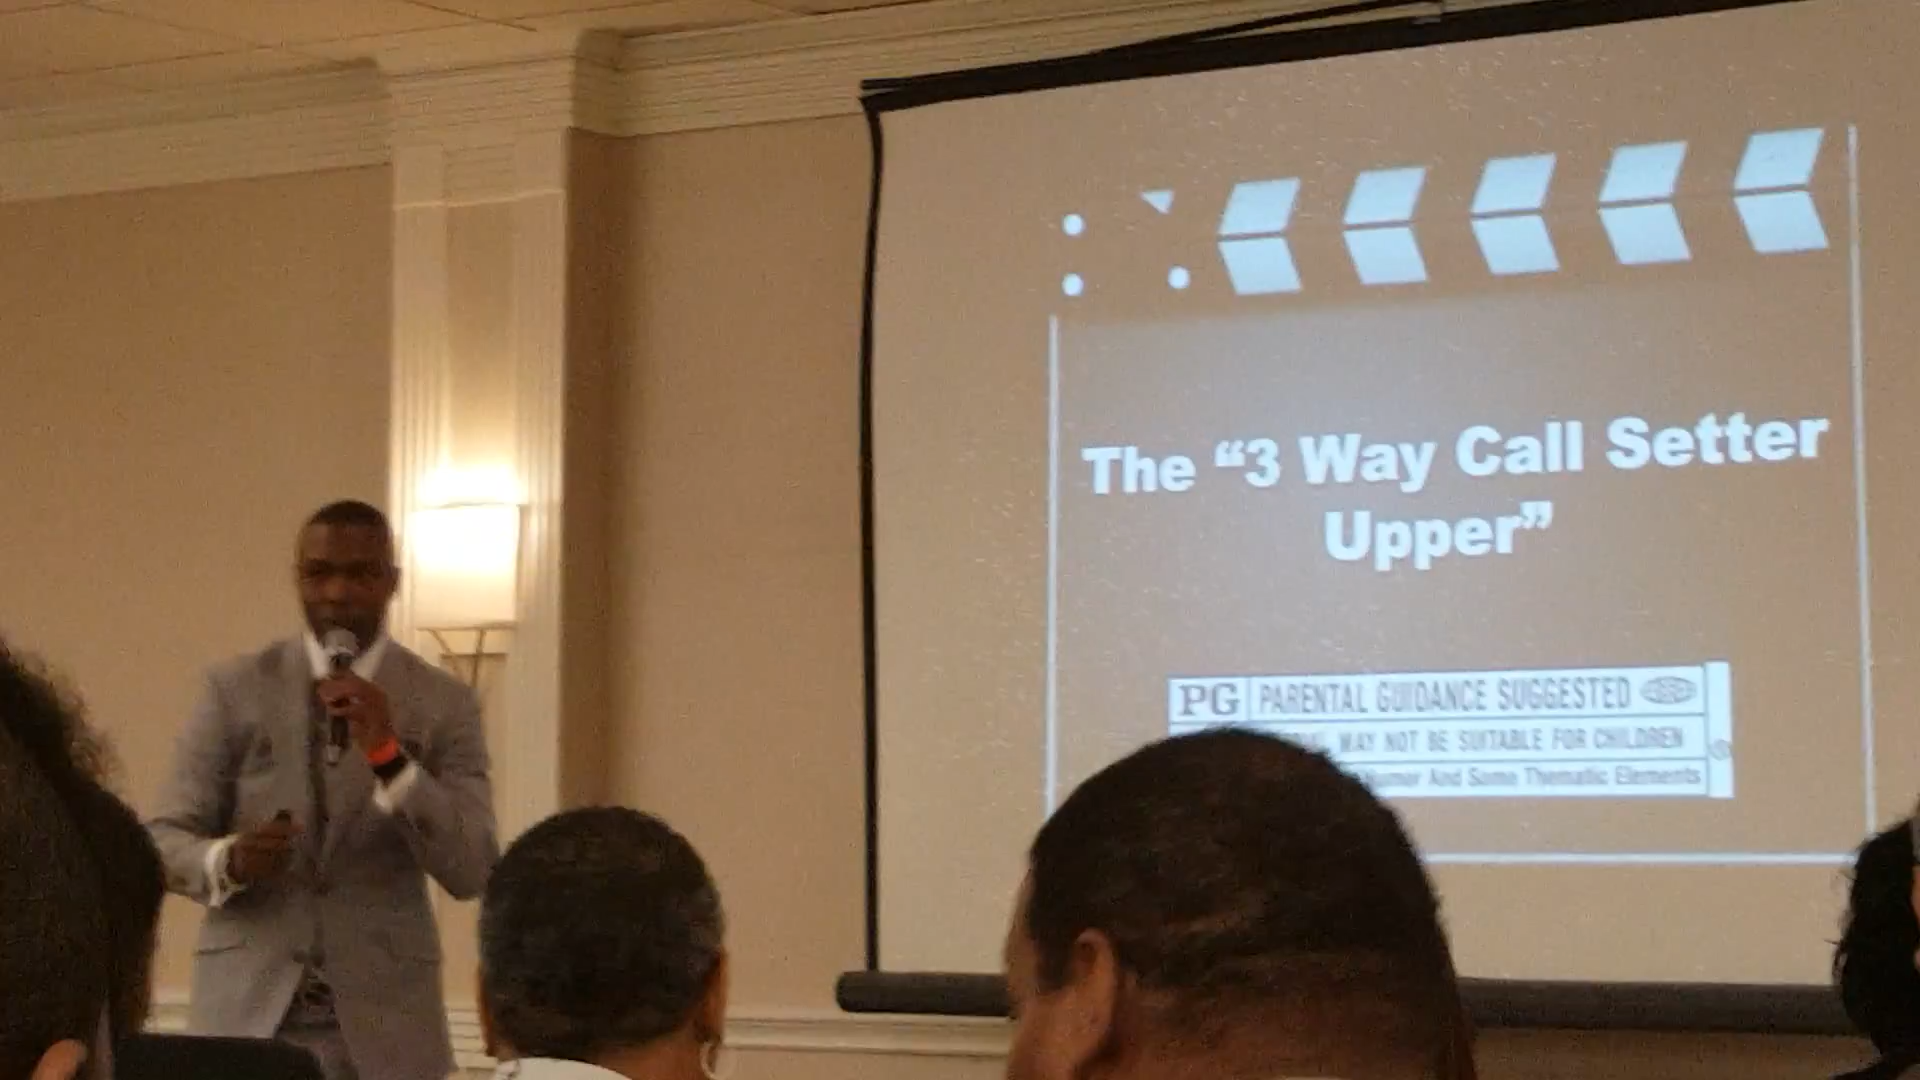 The “3 Way Call Setter
Upper”
PG PARENTAL GUIDANCE SUGGESTED
MAY NOT BE SUITABLE FOR CHILDREN
Humor And Some Thematic Elements